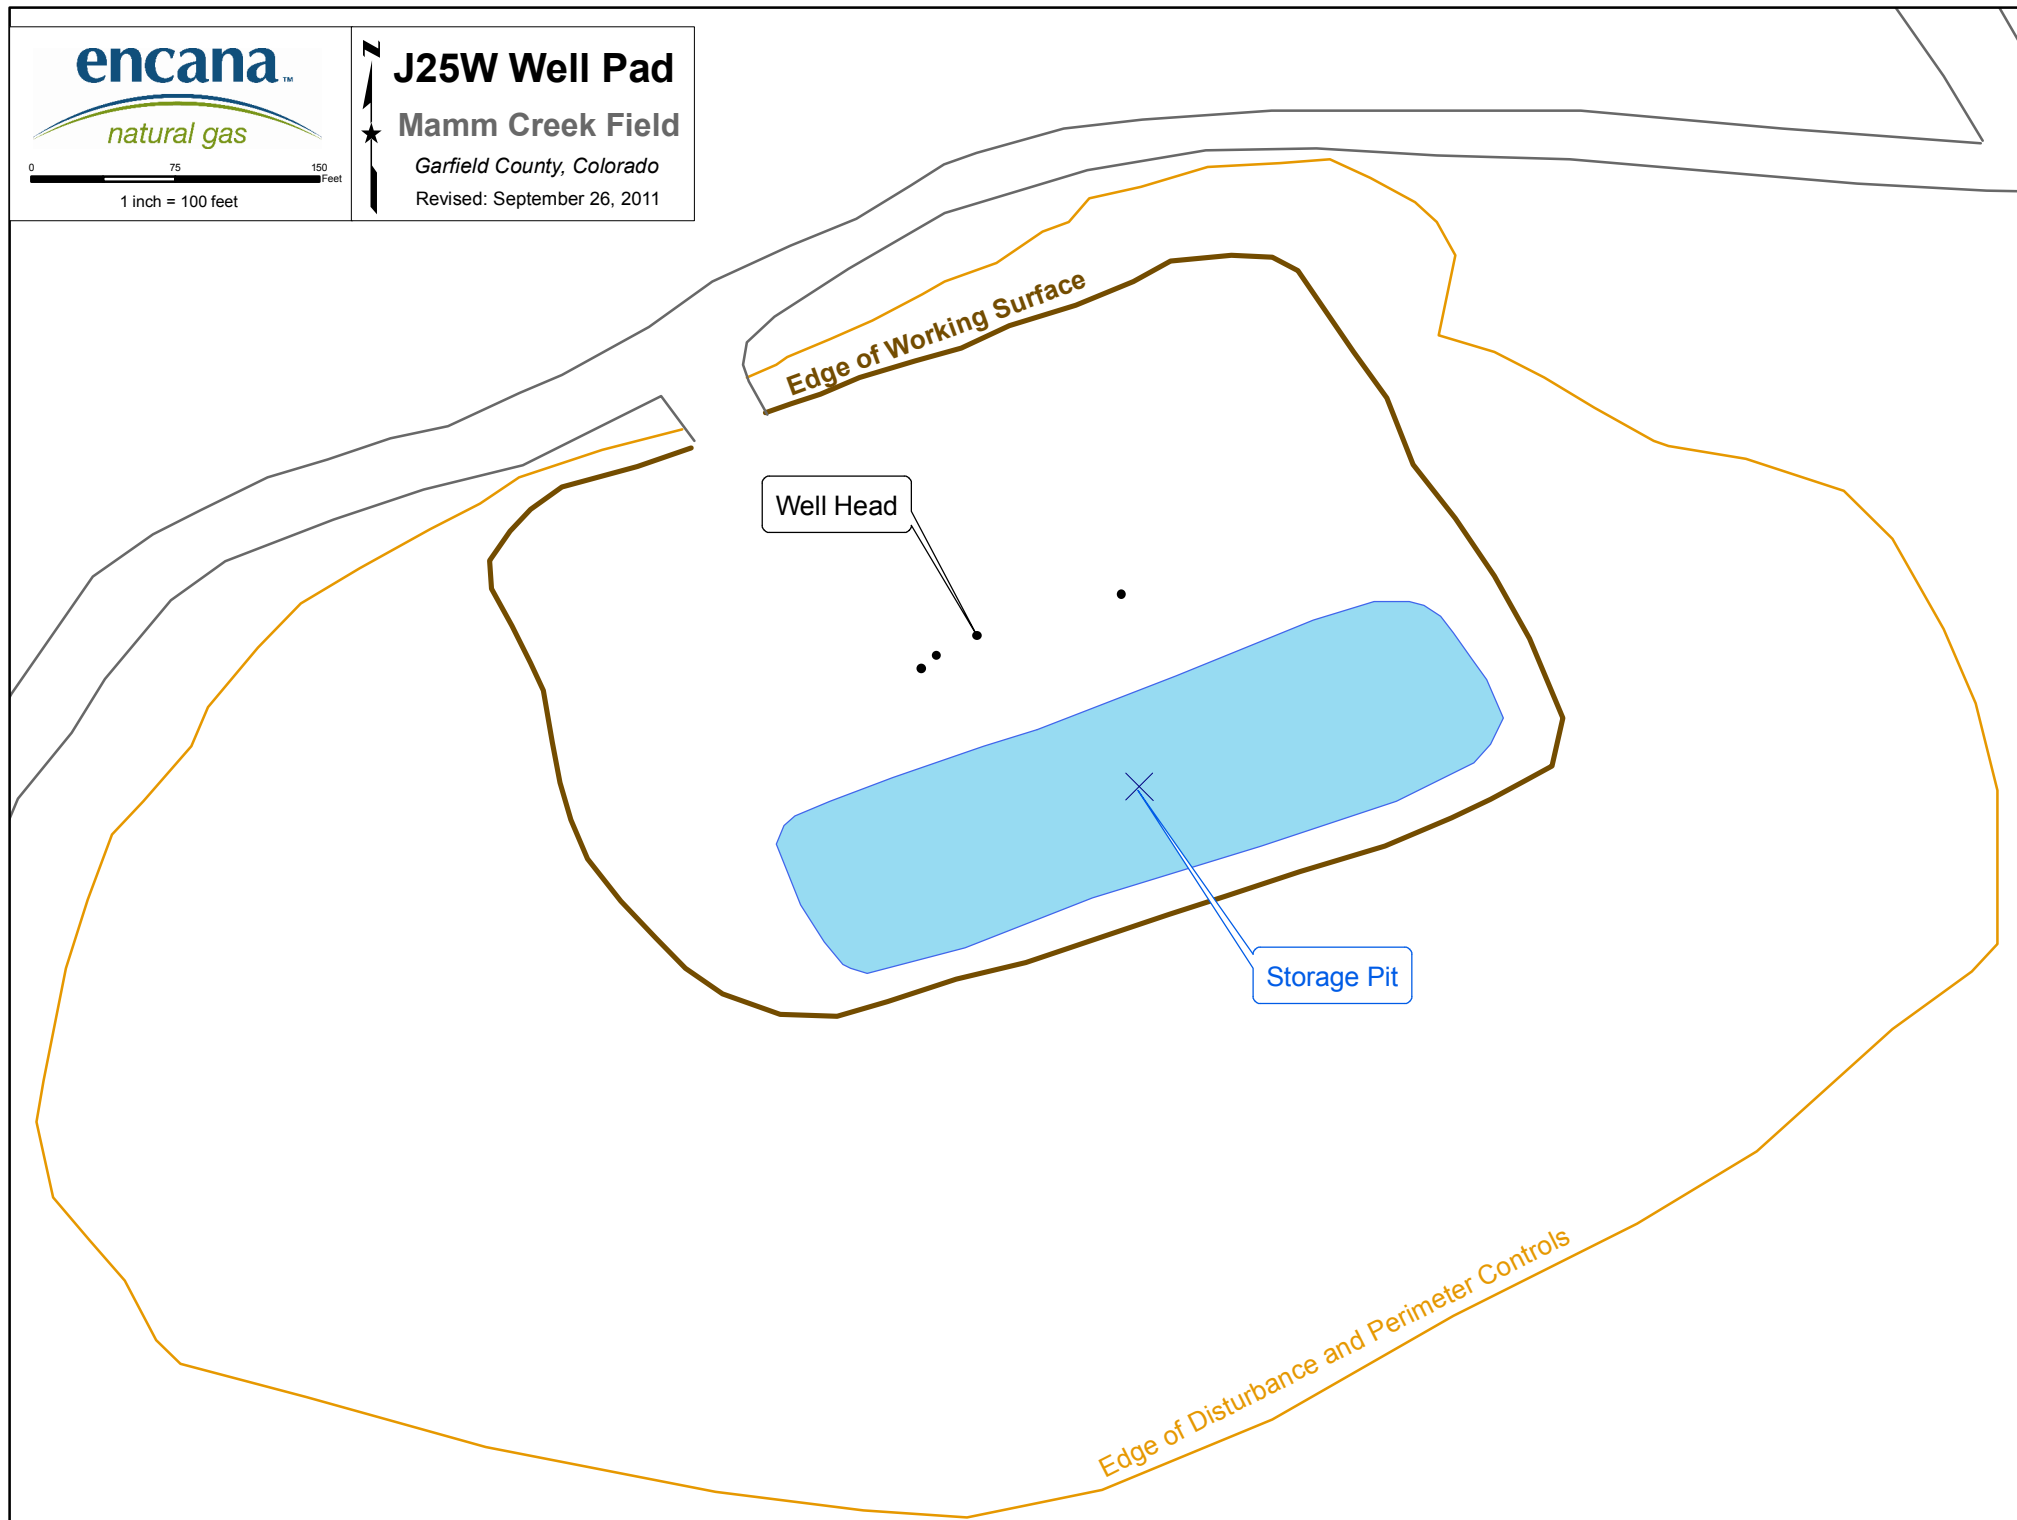 encana™
natural gas
0 75 150
Feet
1 inch = 100 feet
N
J25W Well Pad
Mamm Creek Field
Garfield County, Colorado
Revised: September 26, 2011
Edge of Working Surface
Well Head
Storage Pit
Edge of Disturbance and Perimeter Controls